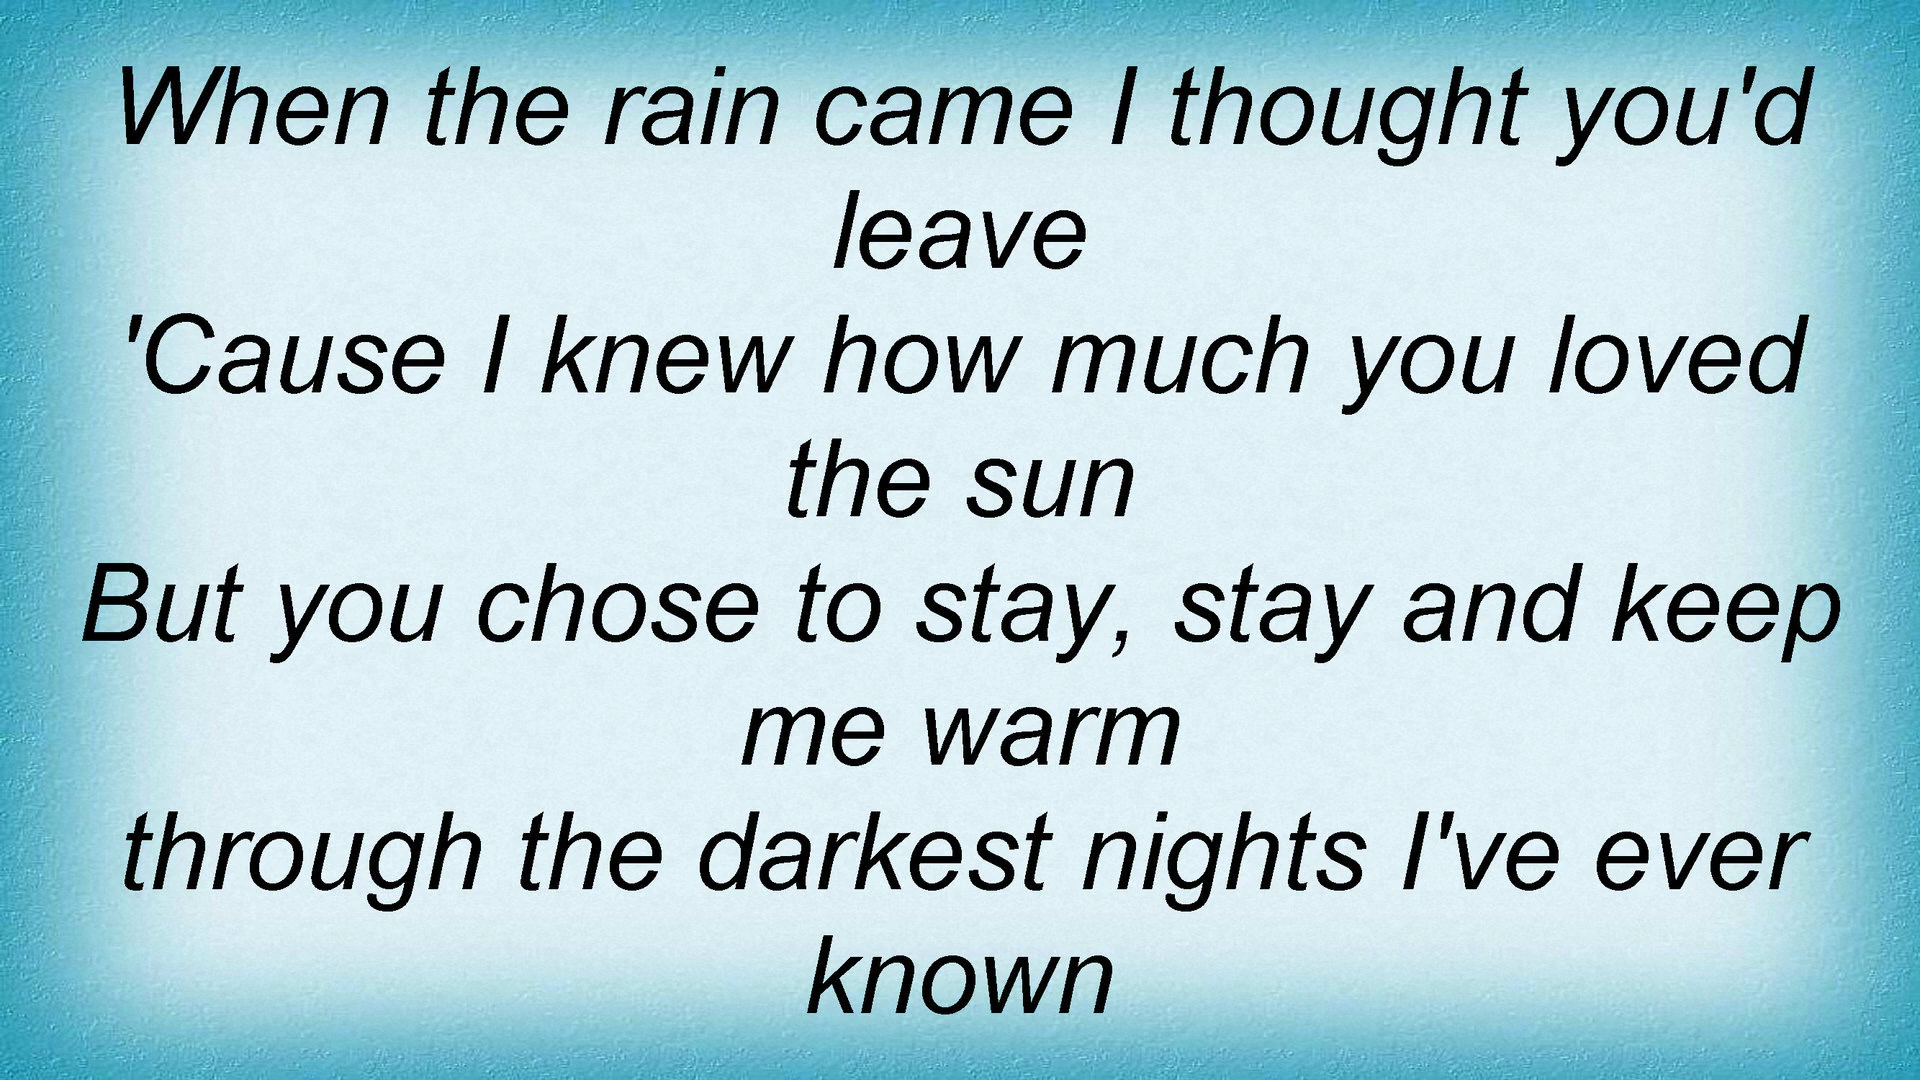 When the rain came I thought you'd
leave
'Cause I knew how much you loved
the sun
But you chose to stay, stay and keep
me warm
through the darkest nights I've ever
known